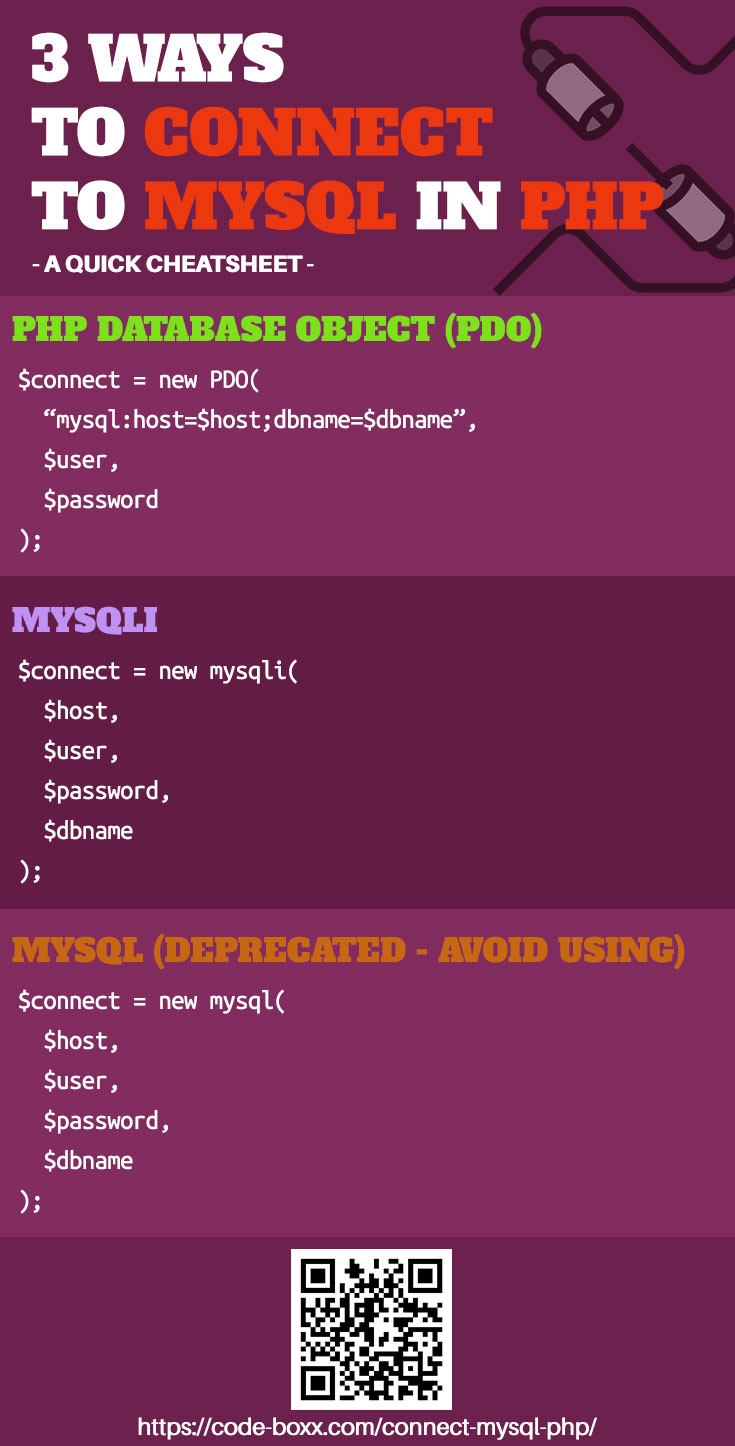 3 WAYS
TO CONNECT
TO MYSQL IN PHP
- A QUICK CHEATSHEET -
PHP DATABASE OBJECT (PDO)
$connect = new PDO(
  “mysql:host=$host;dbname=$dbname”,
  $user,
  $password
);
MYSQLI
$connect = new mysqli(
  $host,
  $user,
  $password,
  $dbname
);
MYSQL (DEPRECATED - AVOID USING)
$connect = new mysql(
  $host,
  $user,
  $password,
  $dbname
);
https://code-boxx.com/connect-mysql-php/